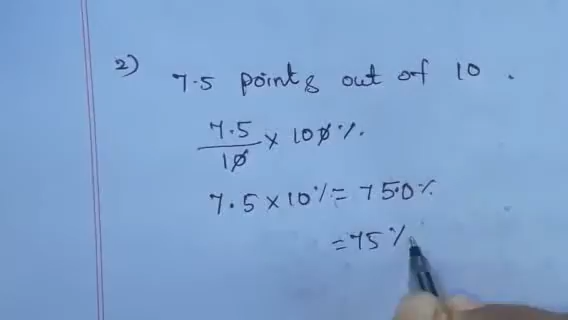 2) 7.5 points out of 10.
7.5/10 × 100%
7.5 × 10% = 75.0%
= 75%